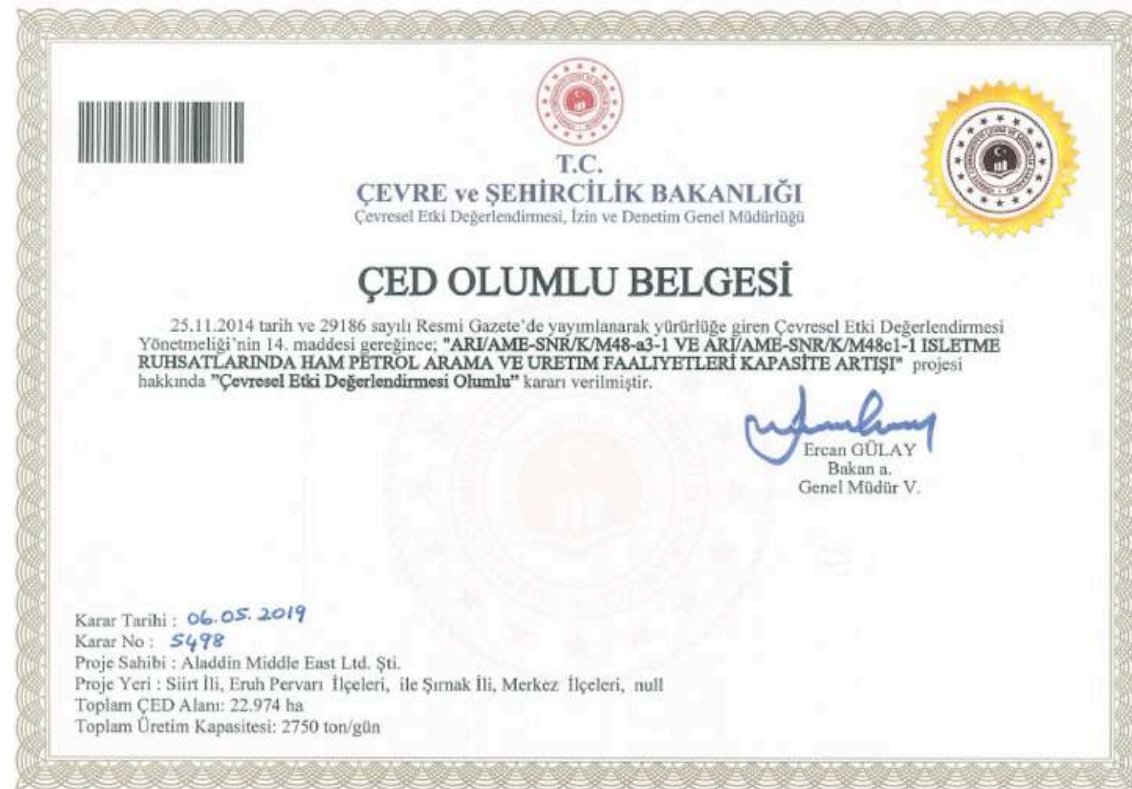 T.C.
ÇEVRE ve ŞEHİRCİLİK BAKANLIĞI
Çevresel Etki Değerlendirmesi, İzin ve Denetim Genel Müdürlüğü
ÇED OLUMLU BELGESİ
25.11.2014 tarih ve 29186 sayılı Resmi Gazete'de yayımlanarak yürürlüğe giren Çevresel Etki Değerlendirmesi
Yönetmeliği'nin 14. maddesi gereğince; "ARI/AME-SNR/K/M48-a3-1 VE ARI/AME-SNR/K/M48c1-1 ISLETME
RUHSATLARINDA HAM PETROL ARAMA VE URETIM FAALIYETLERİ KAPASİTE ARTIŞI" projesi
hakkında "Çevresel Etki Değerlendirmesi Olumlu" kararı verilmiştir.
Ercan GÜLAY
Bakan a.
Genel Müdür V.
Karar Tarihi : 06.05.2019
Karar No : 5498
Proje Sahibi : Aladdin Middle East Ltd. Şti.
Proje Yeri : Siirt İli, Eruh Pervarı İlçeleri, ile Şırnak İli, Merkez İlçeleri, null
Toplam ÇED Alanı: 22.974 ha
Toplam Üretim Kapasitesi: 2750 ton/gün